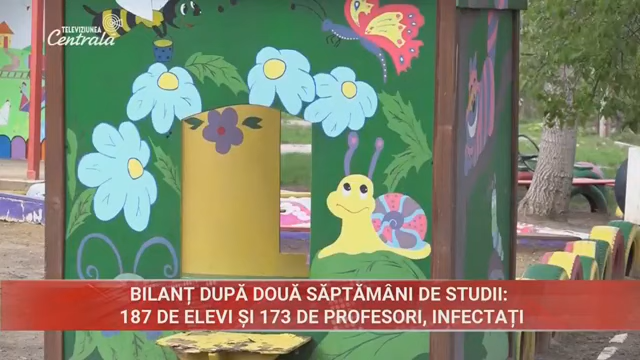 TELEVIZIUNEA
Centrală
BILANȚ DUPĂ DOUĂ SĂPTĂMÂNI DE STUDII:
187 DE ELEVI ȘI 173 DE PROFESORI, INFECTAȚI